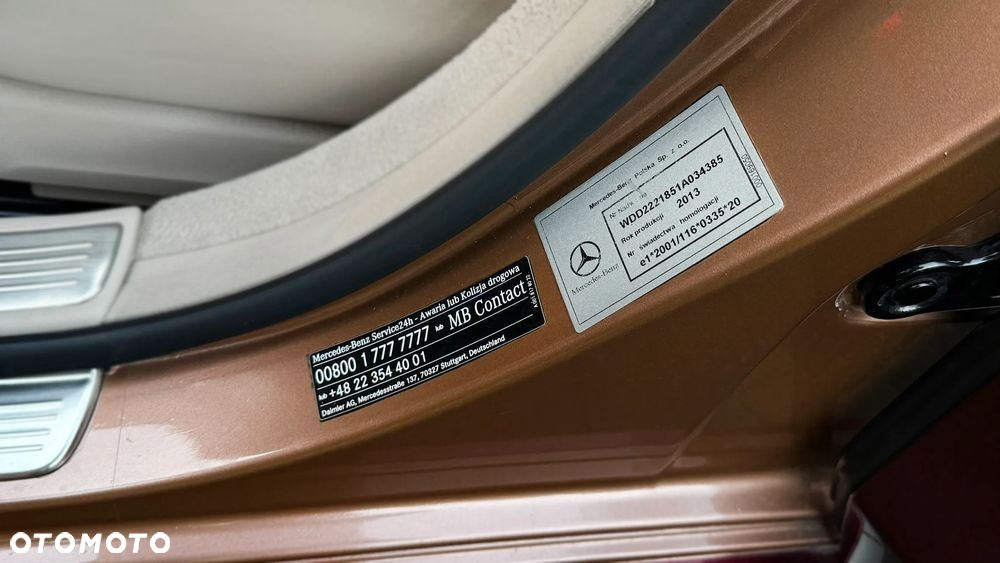 Mercedes-Benz Polska Sp. z o.o.
WDD2221851A034385
Rok produkcji 2013
Nr świadectwa homologacji
e1*2001/116*0335*20
Mercedes-Benz
Mercedes-Benz Service24h - Awaria lub Kolizja drogowa
00800 1 777 7777 lub MB Contact
lub +48 22 354 40 01
Daimler AG, Mercedesstraße 137, 70327 Stuttgart, Deutschland
OTOMOTO